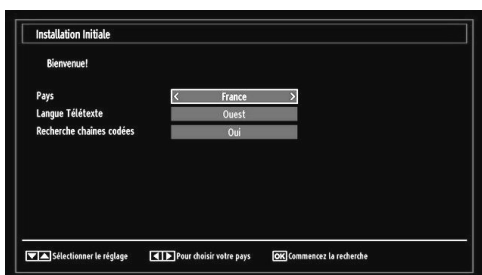 Installation Initiale
Bienvenue!
Pays < France >
Langue Télétexte Ouest
Recherche chaînes codées Oui
Sélectionner le réglage Pour choisir votre pays OK Commencez la recherche